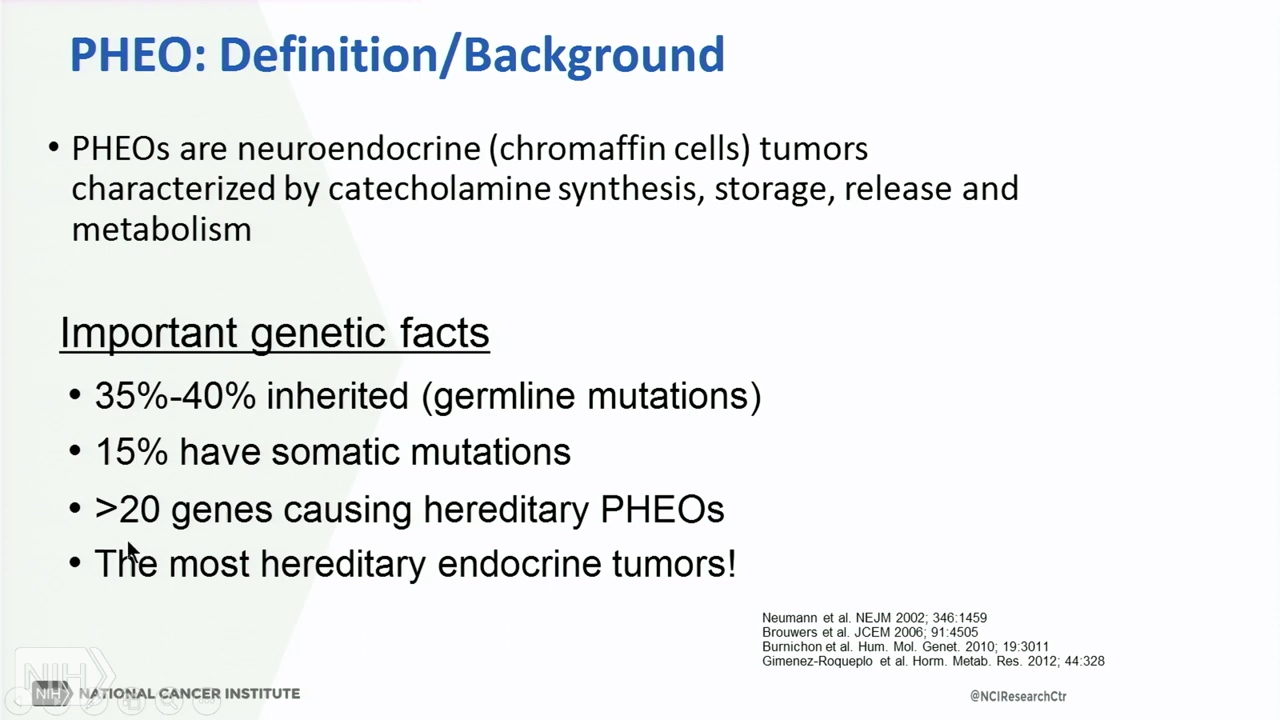 PHEO: Definition/Background
• PHEOs are neuroendocrine (chromaffin cells) tumors
characterized by catecholamine synthesis, storage, release and
metabolism
Important genetic facts
• 35%-40% inherited (germline mutations)
• 15% have somatic mutations
• >20 genes causing hereditary PHEOs
• The most hereditary endocrine tumors!
Neumann et al. NEJM 2002; 346:1459
Brouwers et al. JCEM 2006; 91:4505
Burnichon et al. Hum. Mol. Genet. 2010; 19:3011
Gimenez-Roqueplo et al. Horm. Metab. Res. 2012; 44:328
NIH
NIH NATIONAL CANCER INSTITUTE
@NCIResearchCtr